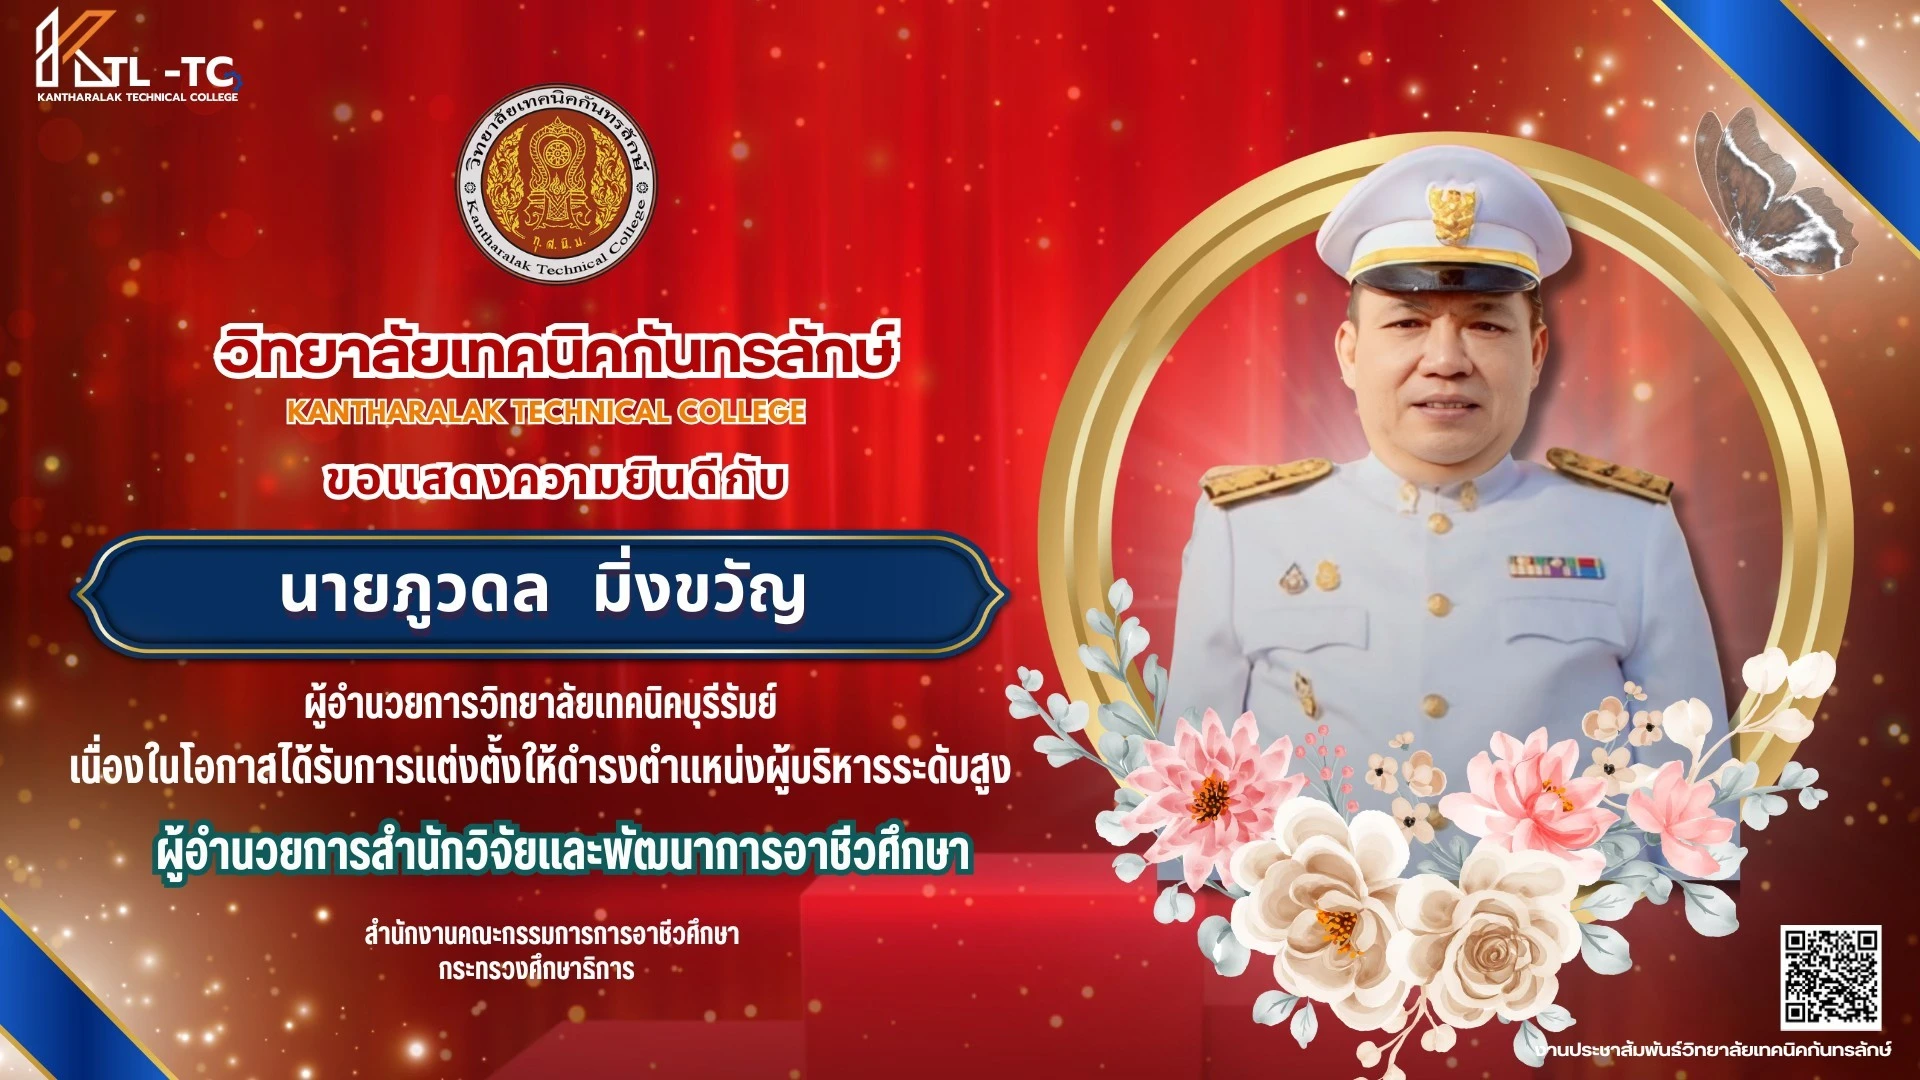 KTL -TC
KANTHARALAK TECHNICAL COLLEGE
วิทยาลัยเทคนิคกันทรลักษ์
ทุ. ส. นิ. ม.
Kantharalak Technical College
วิทยาลัยเทคนิคกันทรลักษ์
KANTHARALAK TECHNICAL COLLEGE
ขอแสดงความยินดีกับ
นายภูวดล มิ่งขวัญ
ผู้อำนวยการวิทยาลัยเทคนิคบุรีรัมย์
เนื่องในโอกาสได้รับการแต่งตั้งให้ดำรงตำแหน่งผู้บริหารระดับสูง
ผู้อำนวยการสำนักวิจัยและพัฒนาการอาชีวศึกษา
สำนักงานคณะกรรมการการอาชีวศึกษา
กระทรวงศึกษาธิการ
งานประชาสัมพันธ์วิทยาลัยเทคนิคกันทรลักษ์